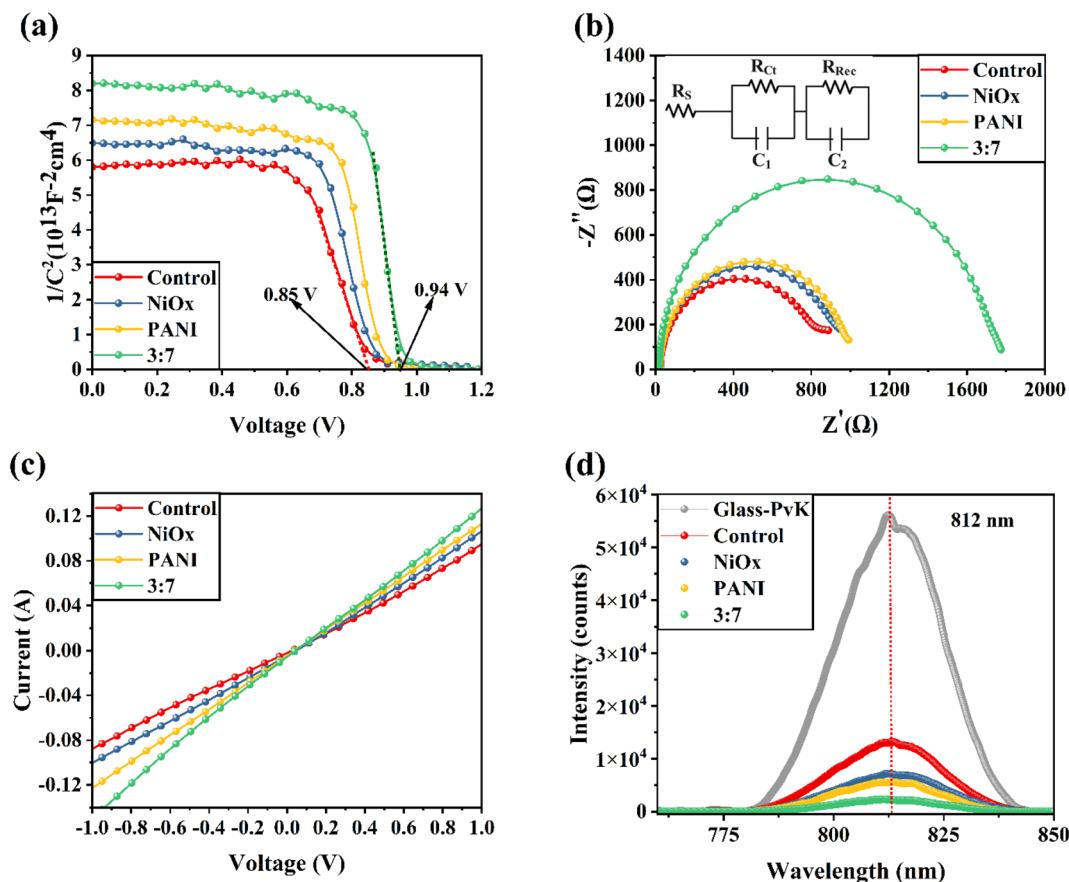 (a)
9
8
7
6
5
4
3
2
1
0
1/C²(10¹³F⁻²cm⁴)
Control
NiOx
PANI
3:7
0.85 V
0.94 V
0.0 0.2 0.4 0.6 0.8 1.0 1.2
Voltage (V)
(b)
1400
1200
1000
800
600
400
200
0
-Z''(Ω)
R_S
R_Ct
R_Rec
C₁
C₂
Control
NiOx
PANI
3:7
0 400 800 1200 1600 2000
Z'(Ω)
(c)
0.12
0.08
0.04
0.00
-0.04
-0.08
-0.12
Current (A)
Control
NiOx
PANI
3:7
-1.0 -0.8 -0.6 -0.4 -0.2 0.0 0.2 0.4 0.6 0.8 1.0
Voltage (V)
(d)
6×10⁴
5×10⁴
4×10⁴
3×10⁴
2×10⁴
1×10⁴
0
Intensity (counts)
Glass-PvK
Control
NiOx
PANI
3:7
812 nm
775 800 825 850
Wavelength (nm)